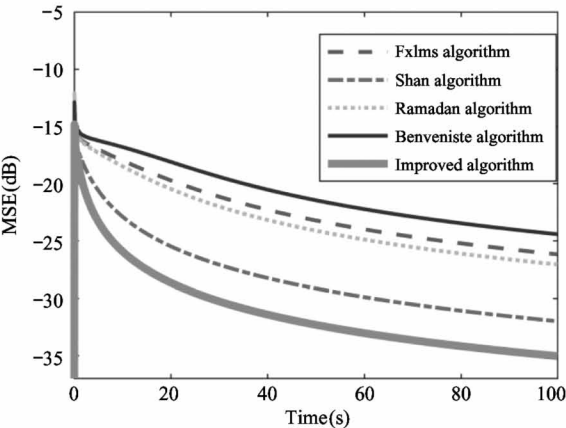 −5
−10
−15
−20
−25
−30
−35
MSE(dB)
Fxlms algorithm
Shan algorithm
Ramadan algorithm
Benveniste algorithm
Improved algorithm
0 20 40 60 80 100
Time(s)